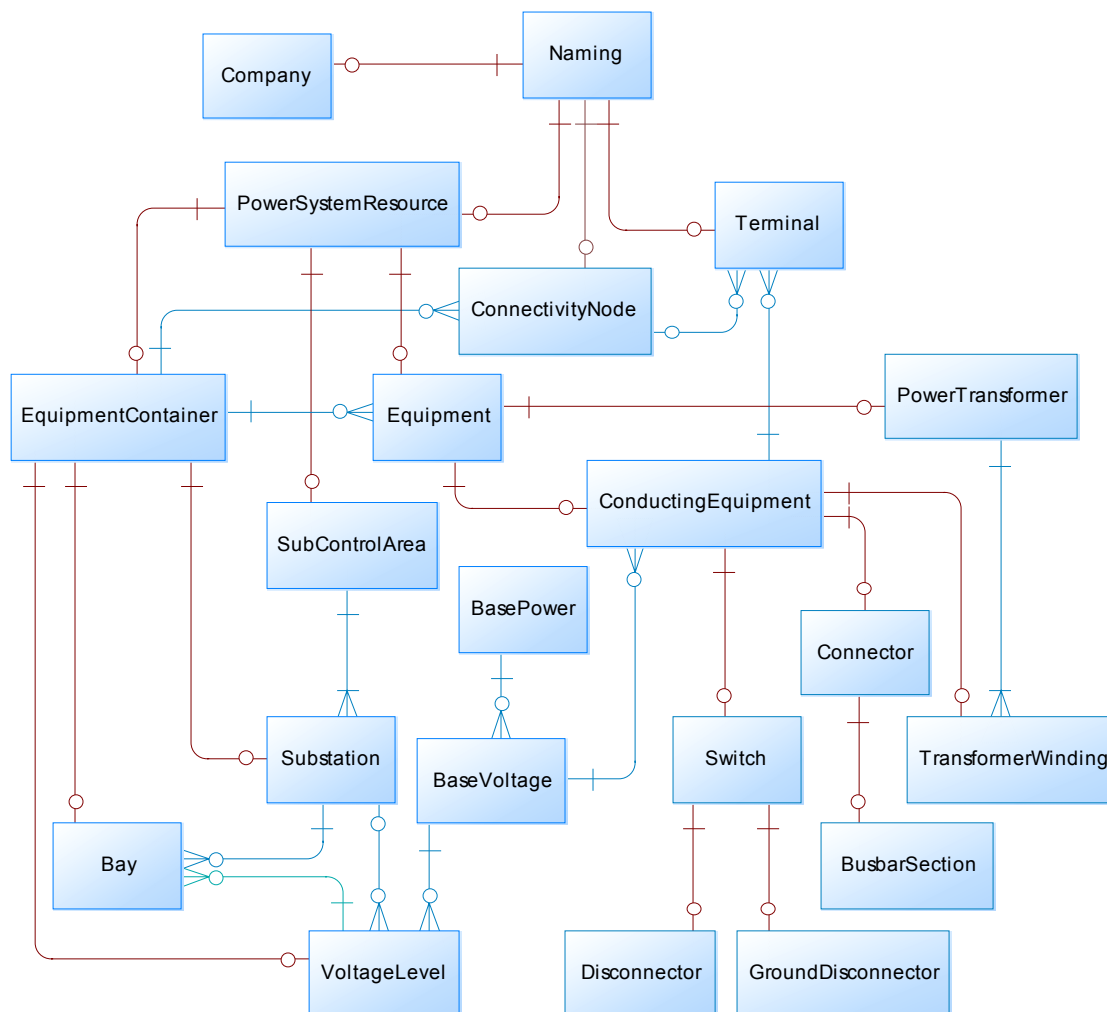 Naming
Company
PowerSystemResource
Terminal
ConnectivityNode
EquipmentContainer
Equipment
PowerTransformer
ConductingEquipment
SubControlArea
BasePower
Connector
Substation
BaseVoltage
Switch
TransformerWinding
Bay
BusbarSection
VoltageLevel
Disconnector
GroundDisconnector